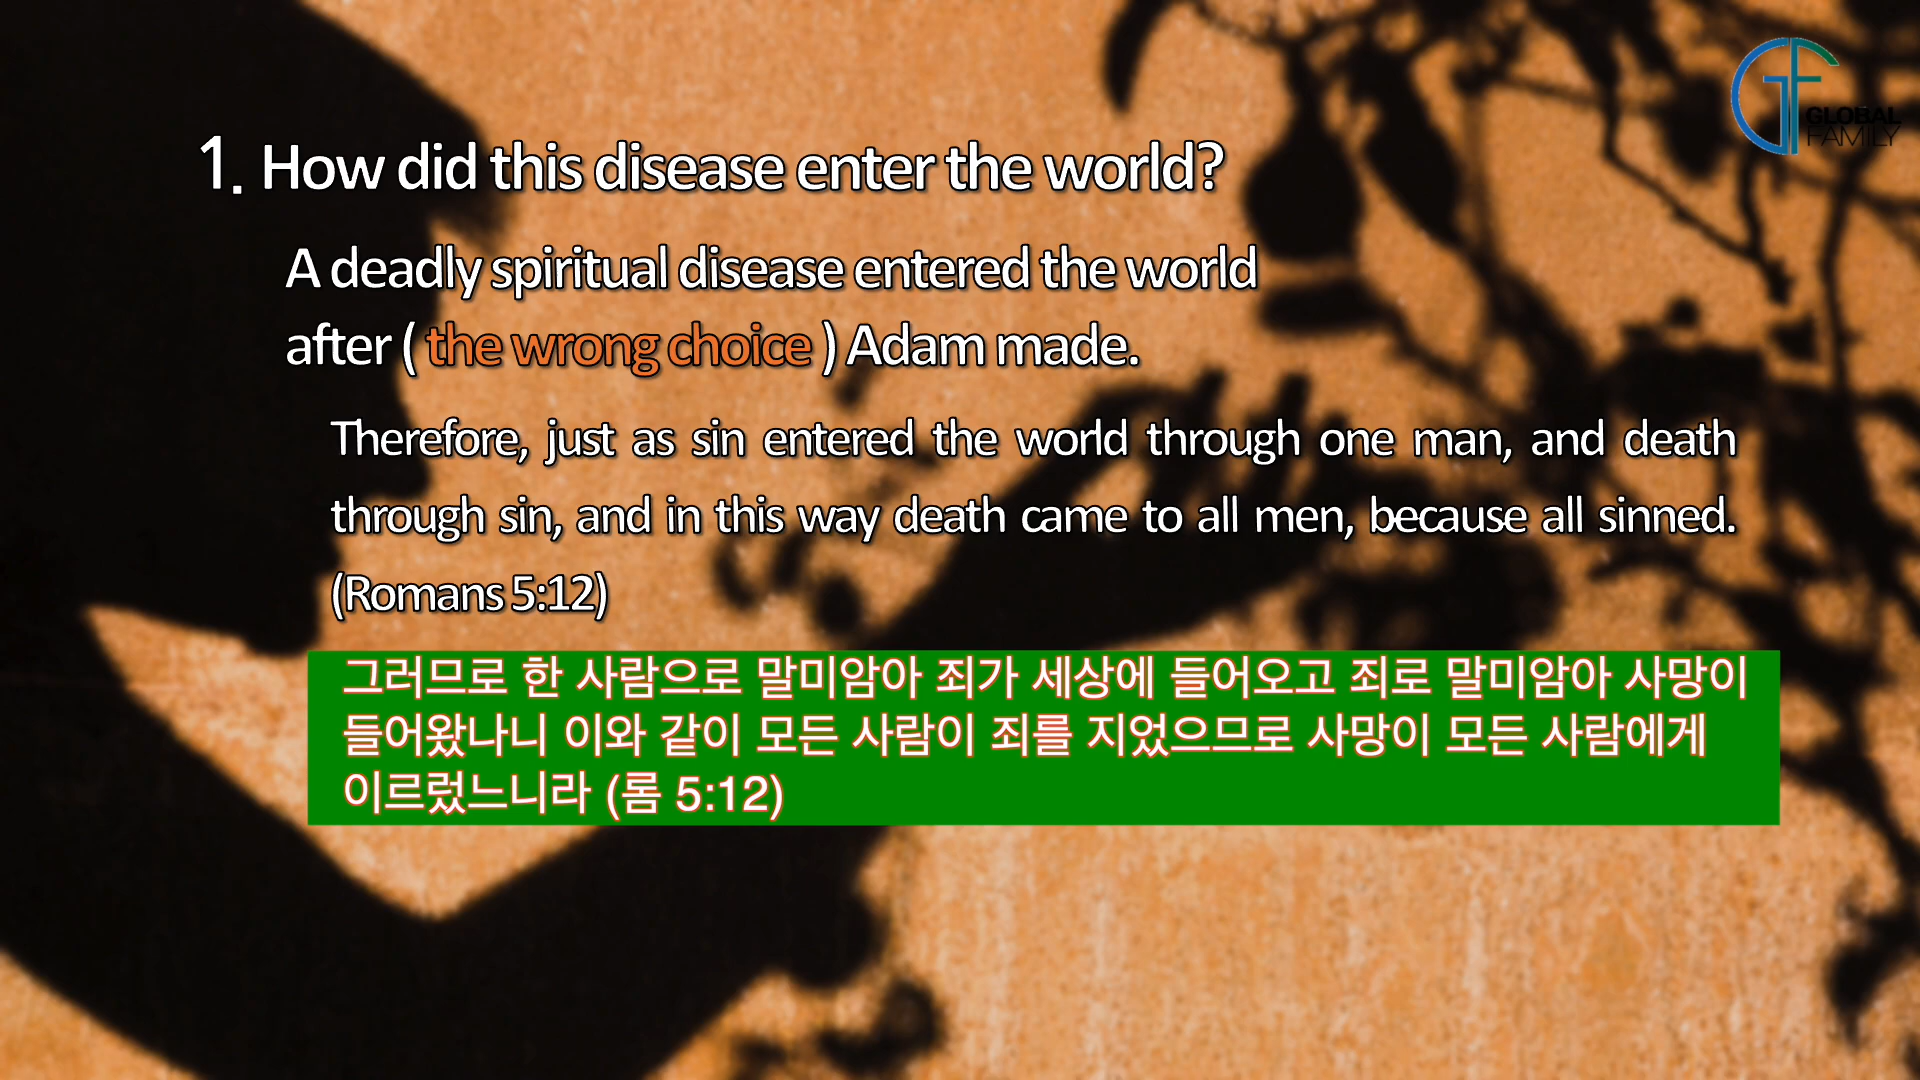 GLOBAL
FAMILY
1. How did this disease enter the world?
A deadly spiritual disease entered the world
after ( the wrong choice ) Adam made.
Therefore, just as sin entered the world through one man, and death
through sin, and in this way death came to all men, because all sinned.
(Romans 5:12)
그러므로 한 사람으로 말미암아 죄가 세상에 들어오고 죄로 말미암아 사망이
들어왔나니 이와 같이 모든 사람이 죄를 지었으므로 사망이 모든 사람에게
이르렀느니라 (롬 5:12)